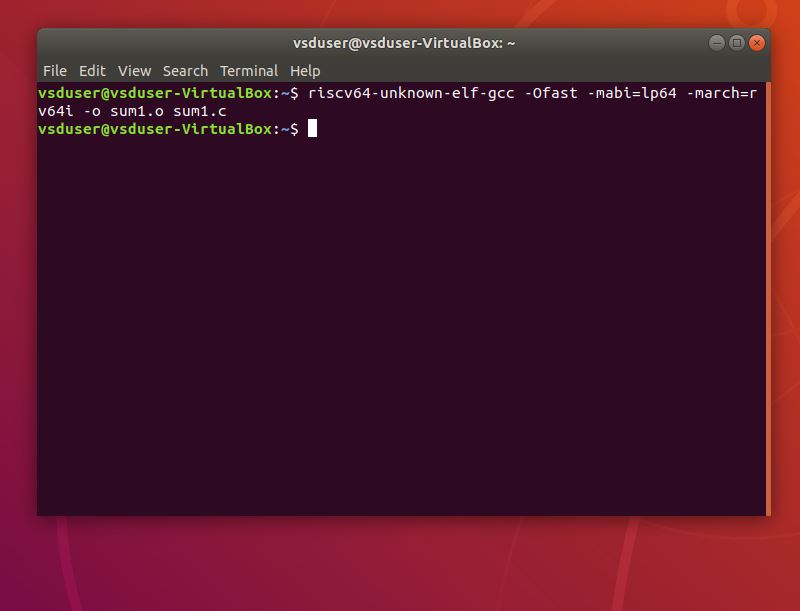 vsduser@vsduser-VirtualBox: ~
File Edit View Search Terminal Help
vsduser@vsduser-VirtualBox:~$ riscv64-unknown-elf-gcc -Ofast -mabi=lp64 -march=r
v64i -o sum1.o sum1.c
vsduser@vsduser-VirtualBox:~$